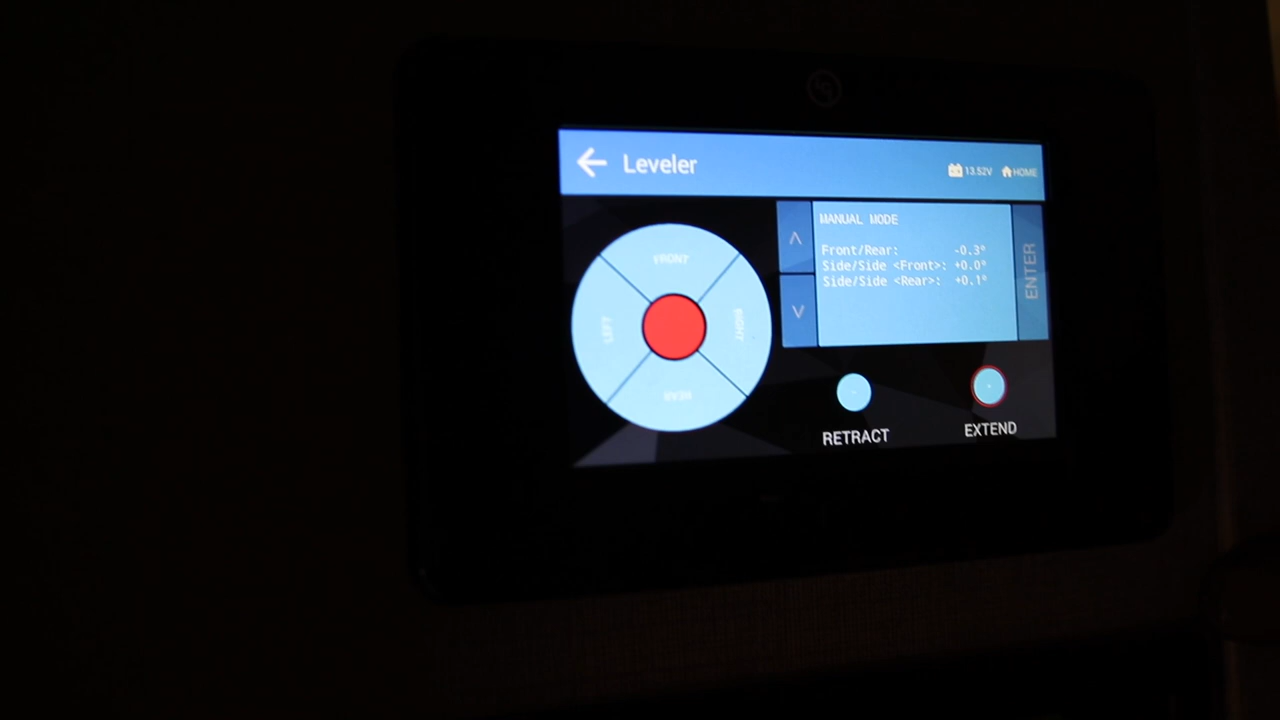 Leveler
13.52V
HOME
FRONT
LEFT
RIGHT
REAR
MANUAL MODE
Front/Rear: -0.3°
Side/Side <Front>: +0.0°
Side/Side <Rear>: +0.1°
ENTER
RETRACT
EXTEND